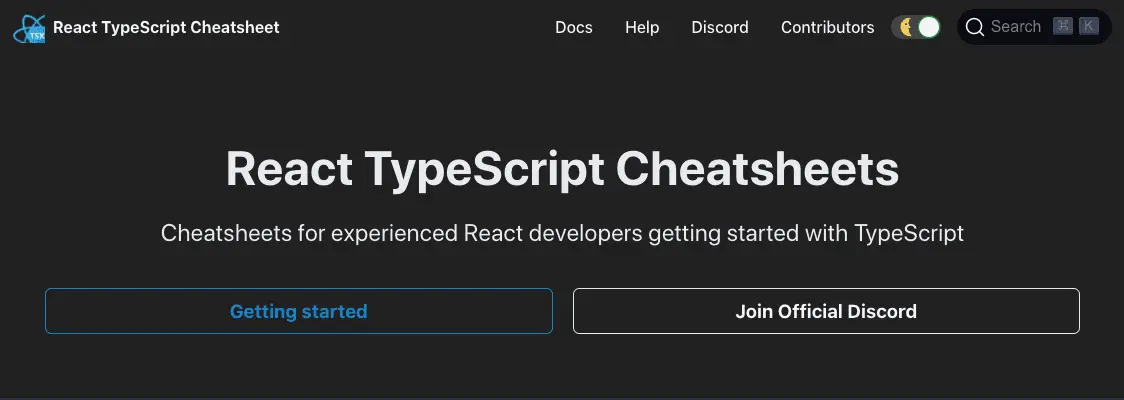 TSX React TypeScript Cheatsheet Docs Help Discord Contributors Search ⌘ K
React TypeScript Cheatsheets
Cheatsheets for experienced React developers getting started with TypeScript
Getting started Join Official Discord